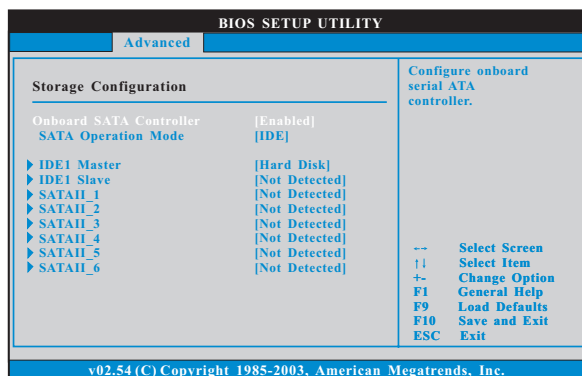 BIOS SETUP UTILITY
Advanced
Storage Configuration
Onboard SATA Controller [Enabled]
SATA Operation Mode [IDE]
IDE1 Master [Hard Disk]
IDE1 Slave [Not Detected]
SATAII_1 [Not Detected]
SATAII_2 [Not Detected]
SATAII_3 [Not Detected]
SATAII_4 [Not Detected]
SATAII_5 [Not Detected]
SATAII_6 [Not Detected]
Configure onboard
serial ATA
controller.
←→ Select Screen
↑↓ Select Item
+- Change Option
F1 General Help
F9 Load Defaults
F10 Save and Exit
ESC Exit
v02.54 (C) Copyright 1985-2003, American Megatrends, Inc.